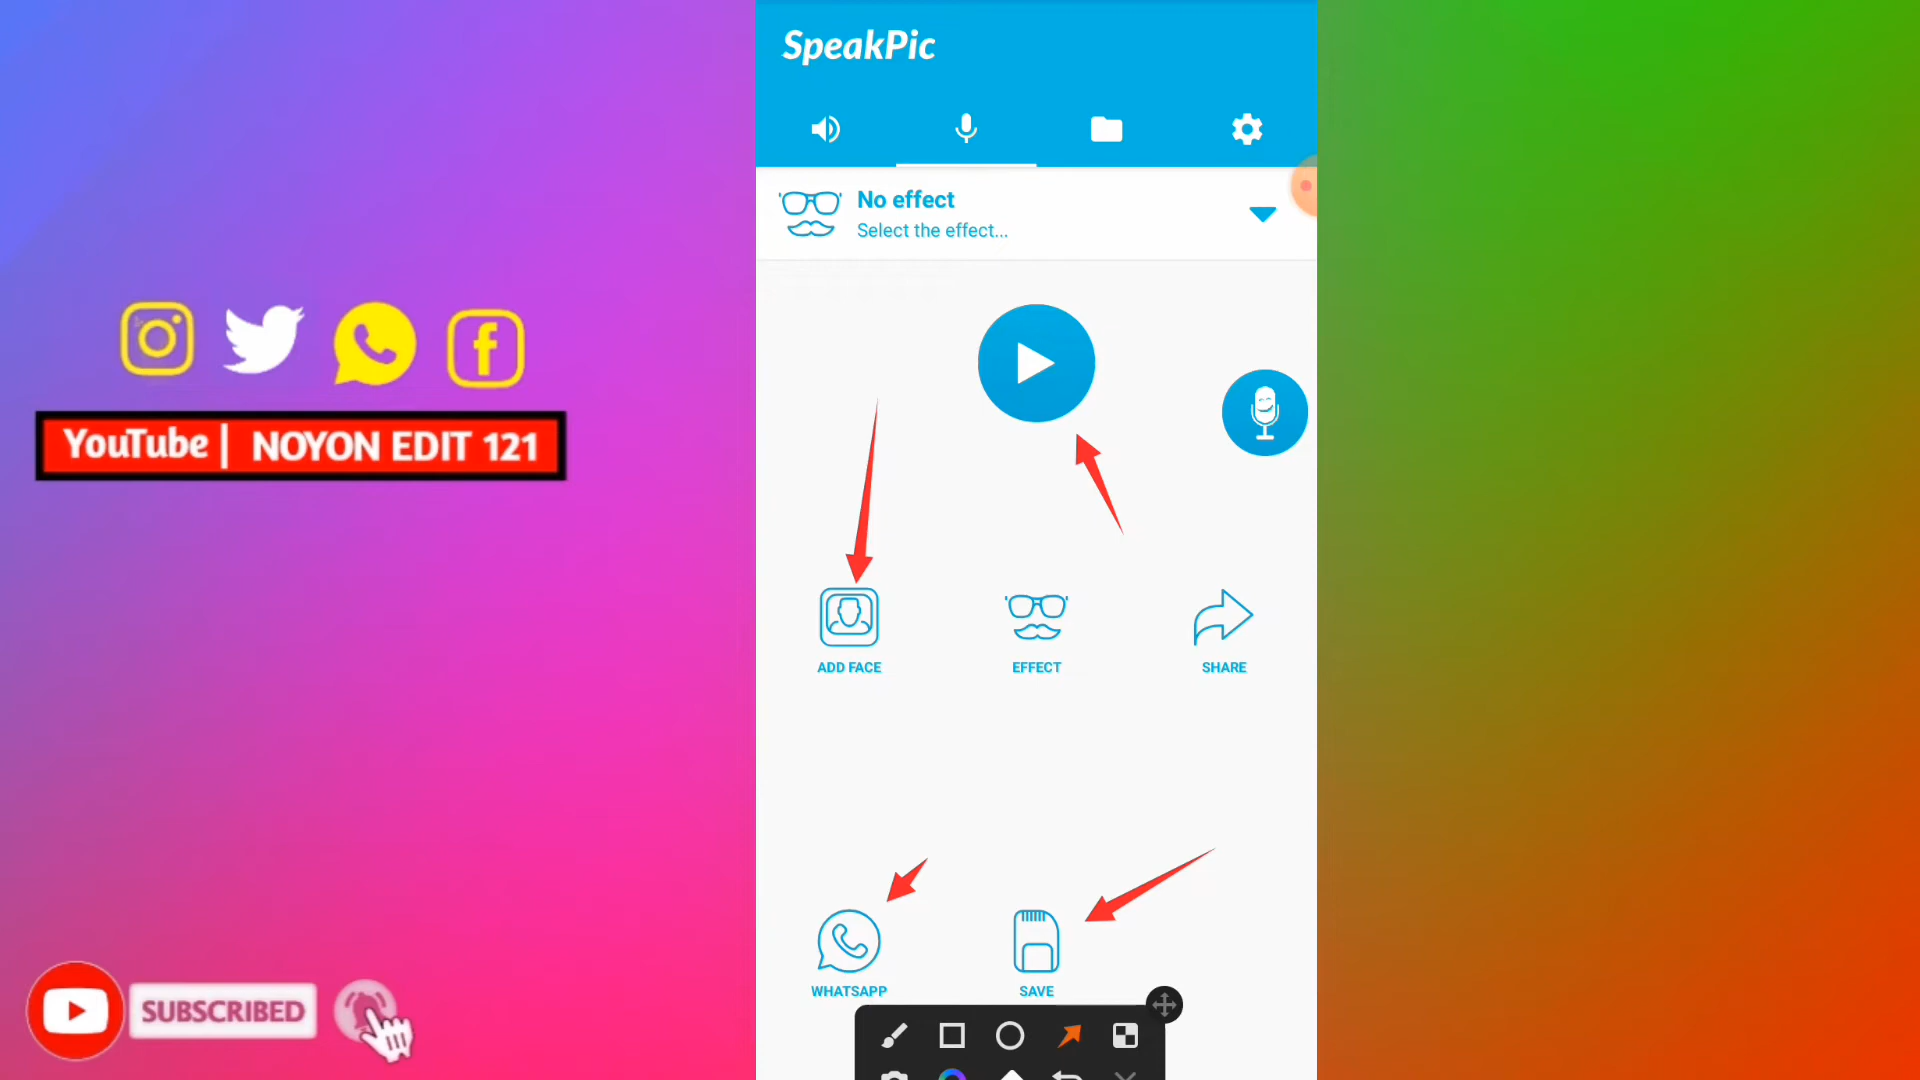 SpeakPic
No effect
Select the effect...
YouTube | NOYON EDIT 121
ADD FACE
EFFECT
SHARE
WHATSAPP
SAVE
SUBSCRIBED